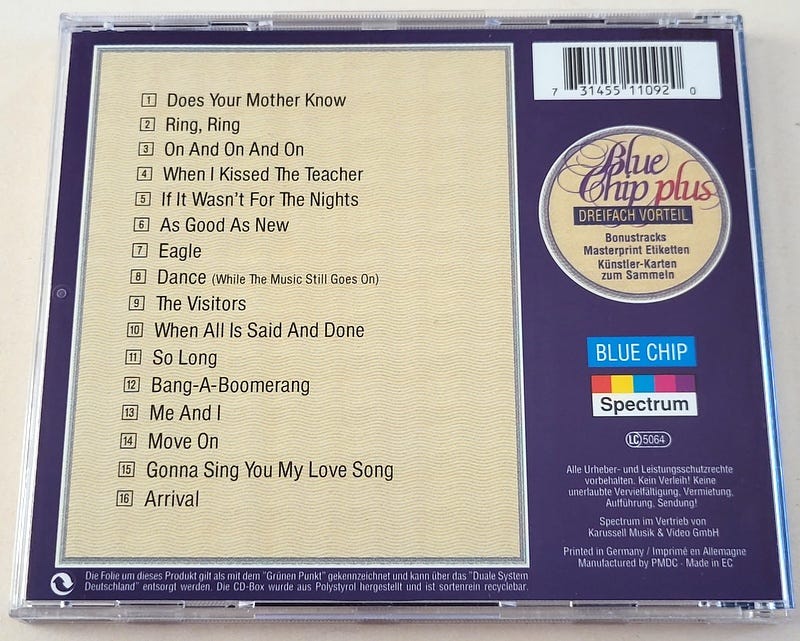 1 Does Your Mother Know
2 Ring, Ring
3 On And On And On
4 When I Kissed The Teacher
5 If It Wasn't For The Nights
6 As Good As New
7 Eagle
8 Dance (While The Music Still Goes On)
9 The Visitors
10 When All Is Said And Done
11 So Long
12 Bang-A-Boomerang
13 Me And I
14 Move On
15 Gonna Sing You My Love Song
16 Arrival
Die Folie um dieses Produkt gilt als mit dem "Grünen Punkt" gekennzeichnet und kann über das "Duale System
Deutschland" entsorgt werden. Die CD-Box wurde aus Polystyrol hergestellt und ist sortenrein recyclebar.
7 31455 11092 0
Blue
Chip plus
DREIFACH VORTEIL
Bonustracks
Masterprint Etiketten
Künstler-Karten
zum Sammeln
BLUE CHIP
Spectrum
LC 5064
Alle Urheber- und Leistungsschutzrechte
vorbehalten. Kein Verleih! Keine
unerlaubte Vervielfältigung, Vermietung,
Aufführung, Sendung!
Spectrum im Vertrieb von
Karussell Musik & Video GmbH
Printed in Germany / Imprimé en Allemagne
Manufactured by PMDC · Made in EC